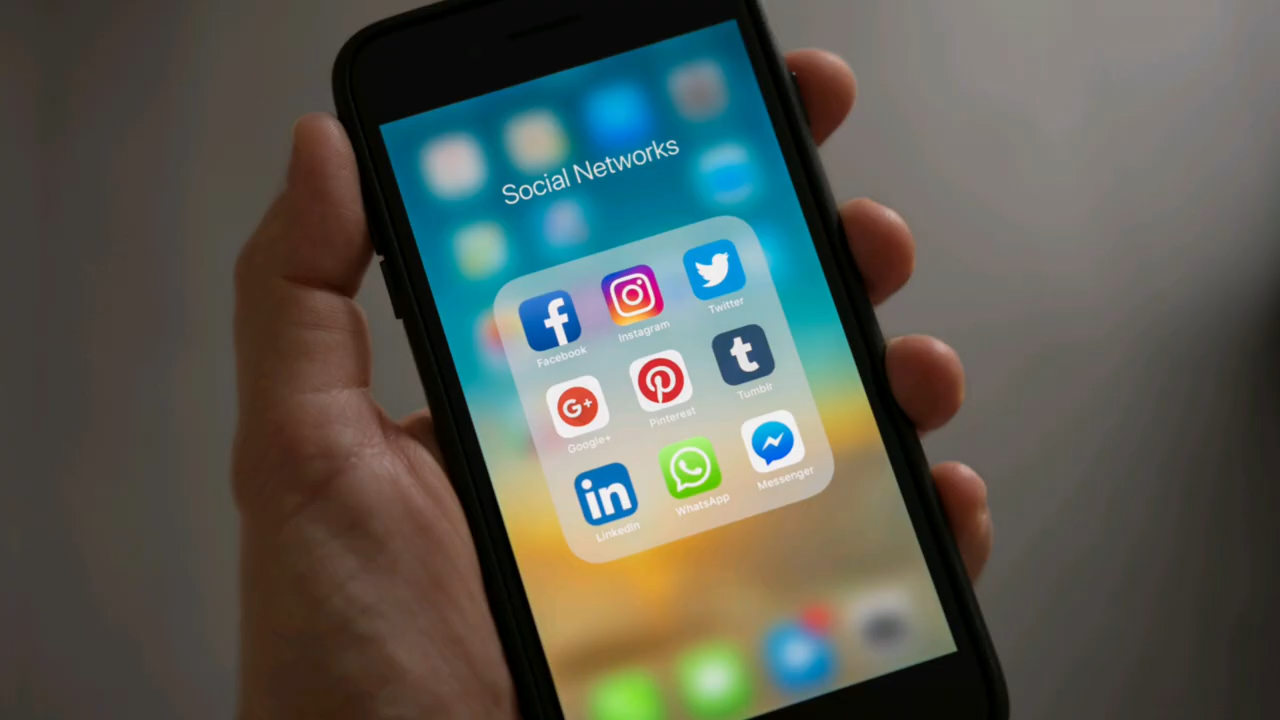 Social Networks
Facebook
Instagram
Twitter
Google+
Pinterest
Tumblr
LinkedIn
WhatsApp
Messenger